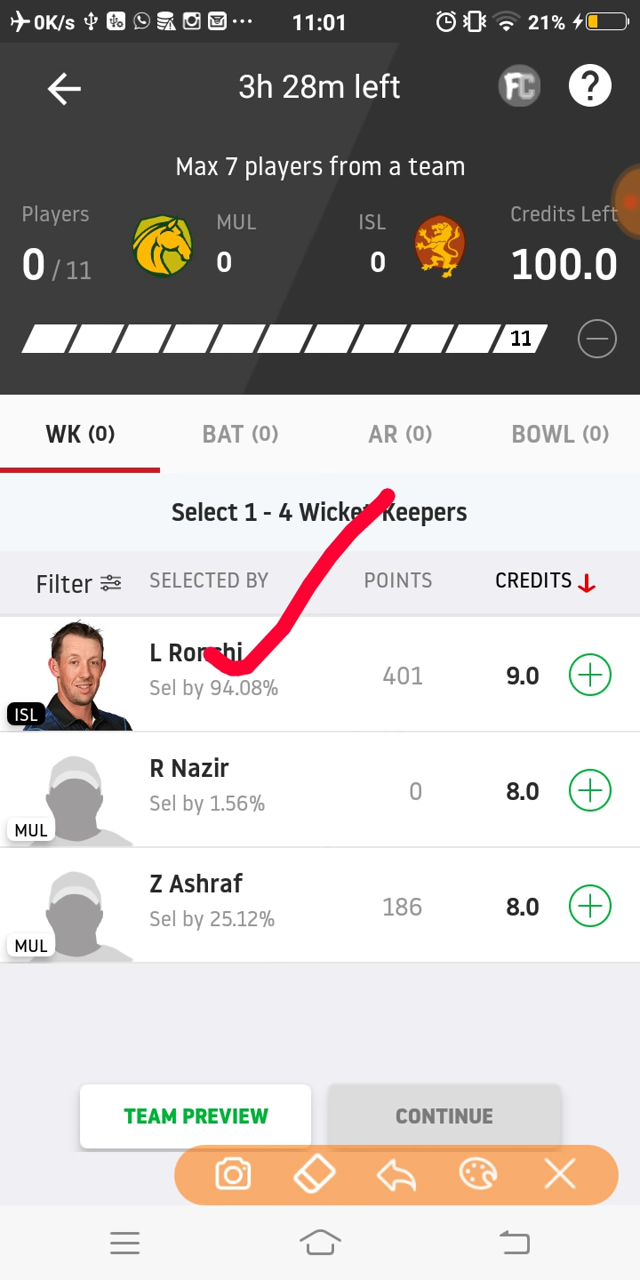 0K/s ... 11:01 21%
3h 28m left FC ?
Max 7 players from a team
Players MUL ISL Credits Left
0 / 11 0 0 100.0
11
WK (0) BAT (0) AR (0) BOWL (0)
Select 1 - 4 Wicket Keepers
Filter SELECTED BY POINTS CREDITS
L Ronchi
Sel by 94.08% 401 9.0
ISL
R Nazir
Sel by 1.56% 0 8.0
MUL
Z Ashraf
Sel by 25.12% 186 8.0
MUL
TEAM PREVIEW CONTINUE